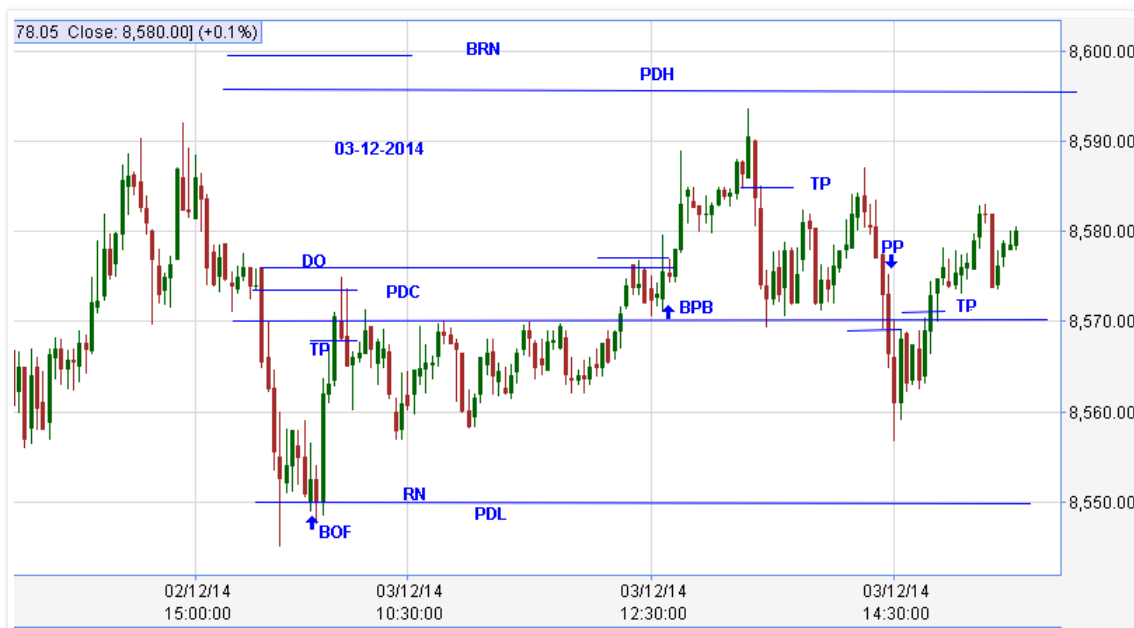 78.05 Close: 8,580.00] (+0.1%)
BRN
8,600.00
PDH
8,590.00
03-12-2014
TP
8,580.00
PP
DO
PDC
BPB
TP
8,570.00
TP
8,560.00
RN
8,550.00
PDL
BOF
02/12/14 03/12/14 03/12/14 03/12/14
15:00:00 10:30:00 12:30:00 14:30:00